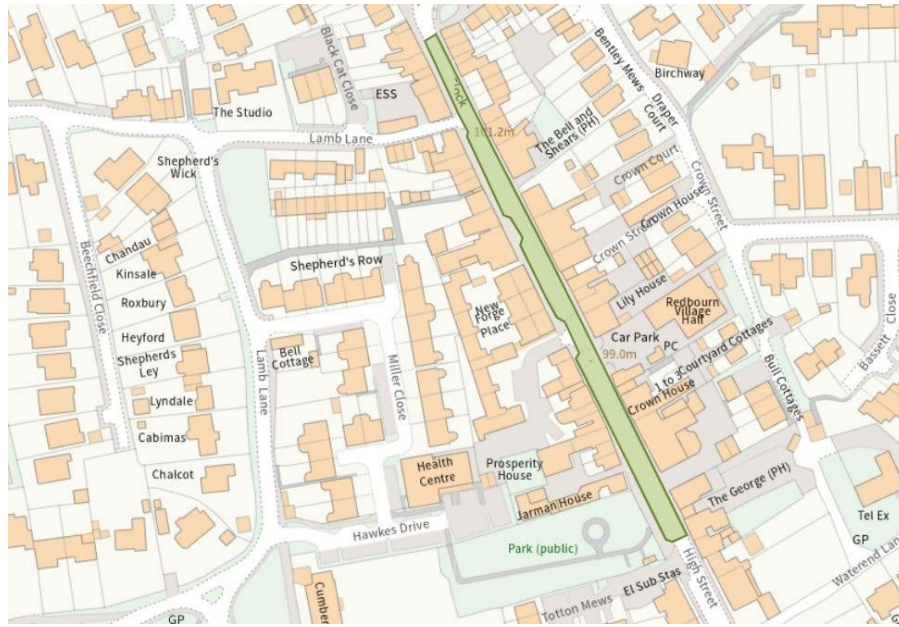 Black Cat Close
ESS
The Studio
Lamb Lane
Bentley Mews
Draper
Court
Birchway
101.2m
The Bell and
Shears (PH)
Crown Court
Crown Street
Crown House
Crown Street
Shepherd's
Wick
Beechfield Close
Chandau
Kinsale
Roxbury
Heyford
Shepherds
Ley
Lyndale
Cabimas
Chalcot
Shepherd's Row
Bell
Cottage
Lamb Lane
Miller Close
New
Forge
Place
Lily House
Redbourn
Village
Hall
Car Park
PC
99.0m
1 to 3
Courtyard Cottages
Crown House
Bull Cottages
Bassett Close
Health
Centre
Prosperity
House
Jarman House
The George (PH)
Hawkes Drive
Park (public)
Tel Ex
GP
El Sub Stas
High Street
Waterend Lane
Totton Mews
GP